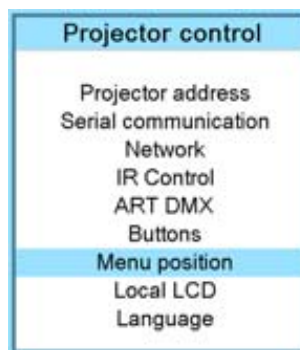 Projector control
Projector address
Serial communication
Network
IR Control
ART DMX
Buttons
Menu position
Local LCD
Language